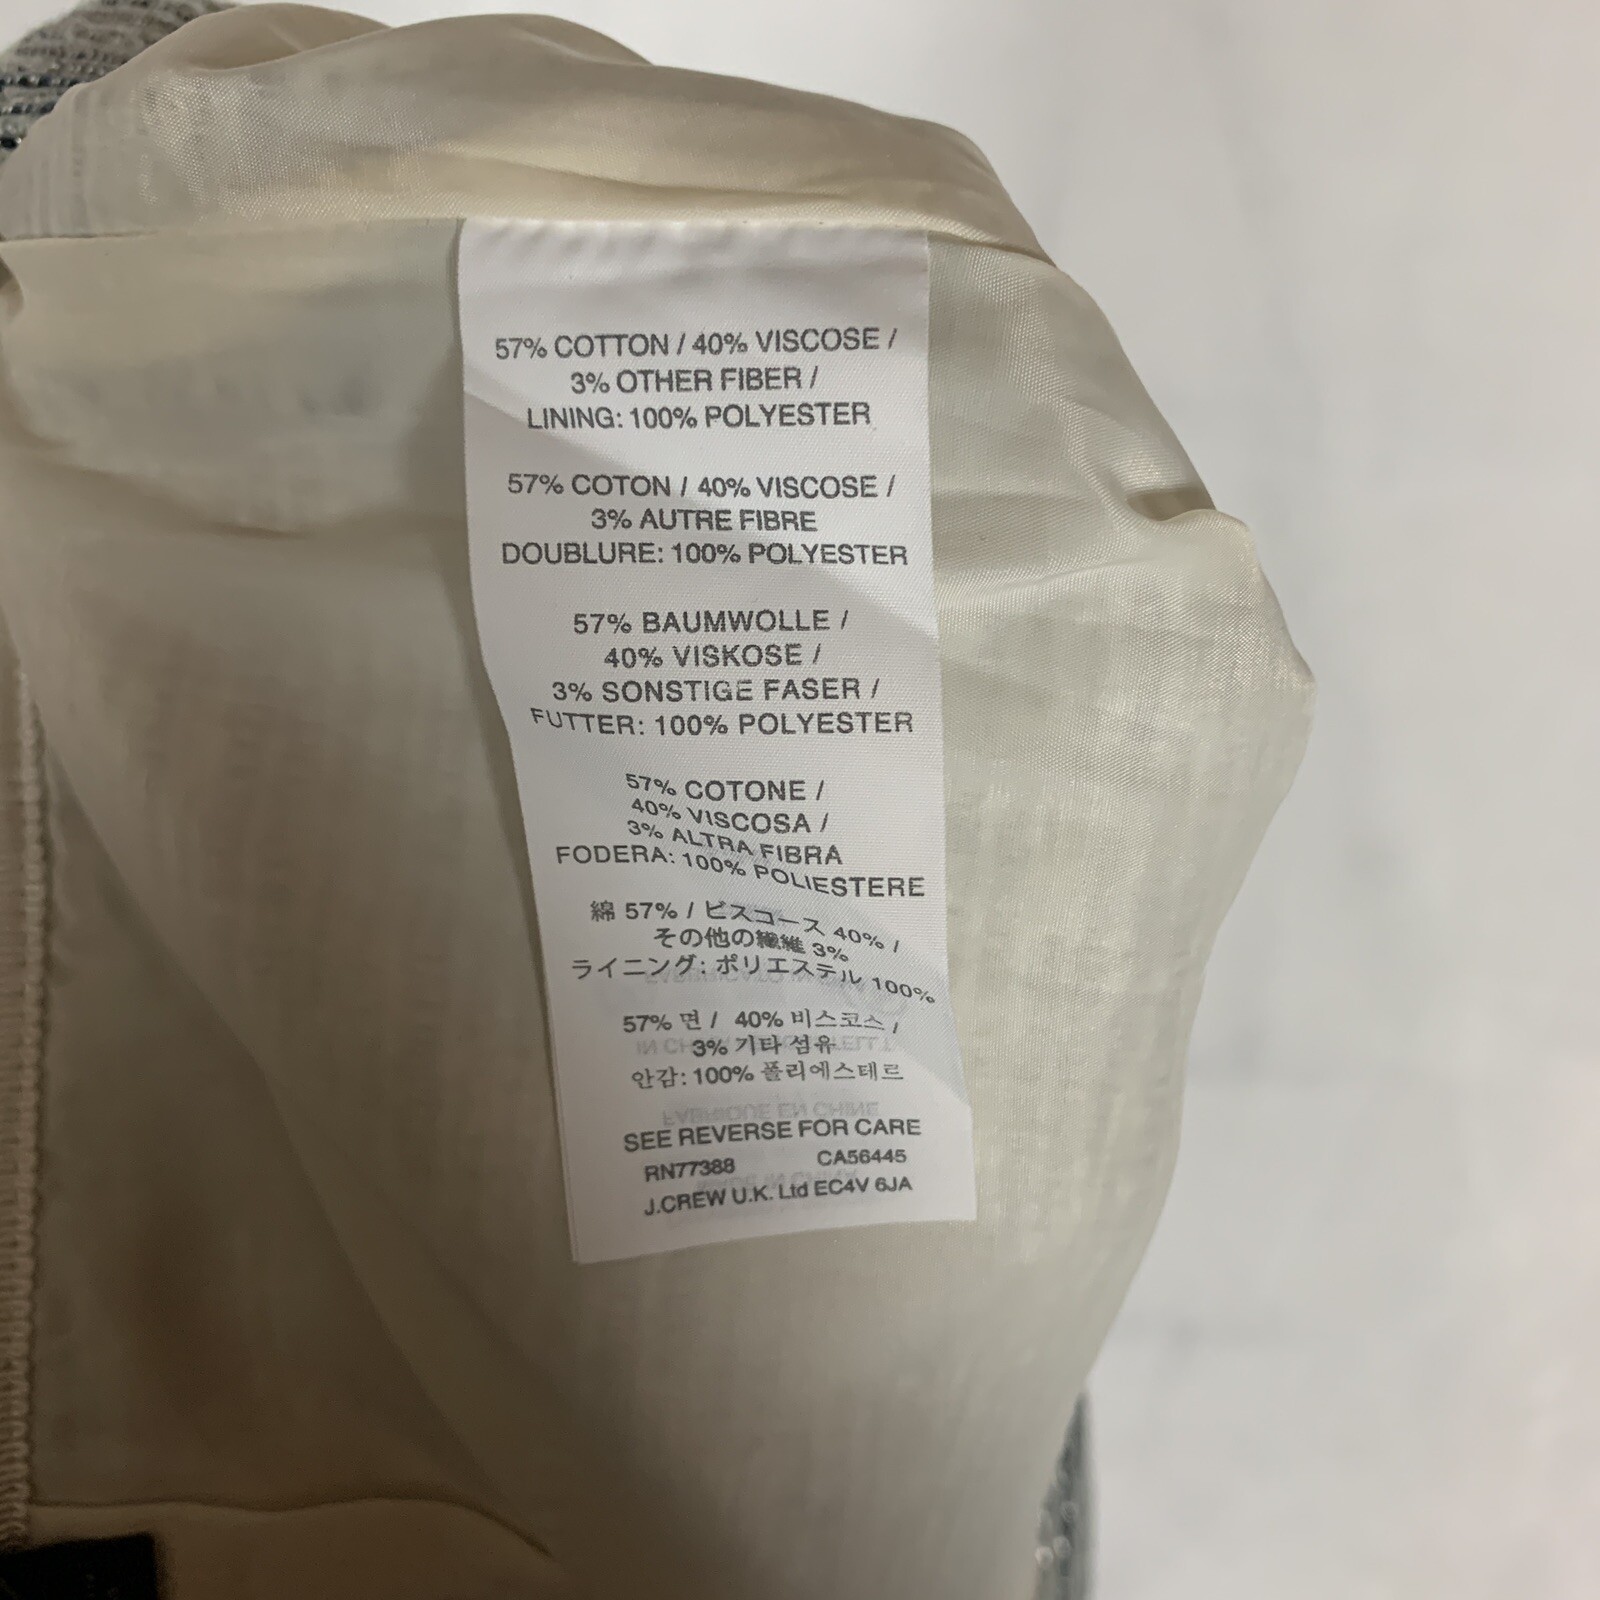 57% COTTON / 40% VISCOSE /
3% OTHER FIBER /
LINING: 100% POLYESTER
57% COTON / 40% VISCOSE /
3% AUTRE FIBRE
DOUBLURE: 100% POLYESTER
57% BAUMWOLLE /
40% VISKOSE /
3% SONSTIGE FASER /
FUTTER: 100% POLYESTER
57% COTONE /
40% VISCOSA /
3% ALTRA FIBRA
FODERA: 100% POLIESTERE
綿 57% / ビスコース 40% /
その他の繊維 3%
ライニング: ポリエステル 100%
57% 면 / 40% 비스코스 /
3% 기타 섬유
안감: 100% 폴리에스테르
SEE REVERSE FOR CARE
RN77388 CA56445
J.CREW U.K. Ltd EC4V 6JA